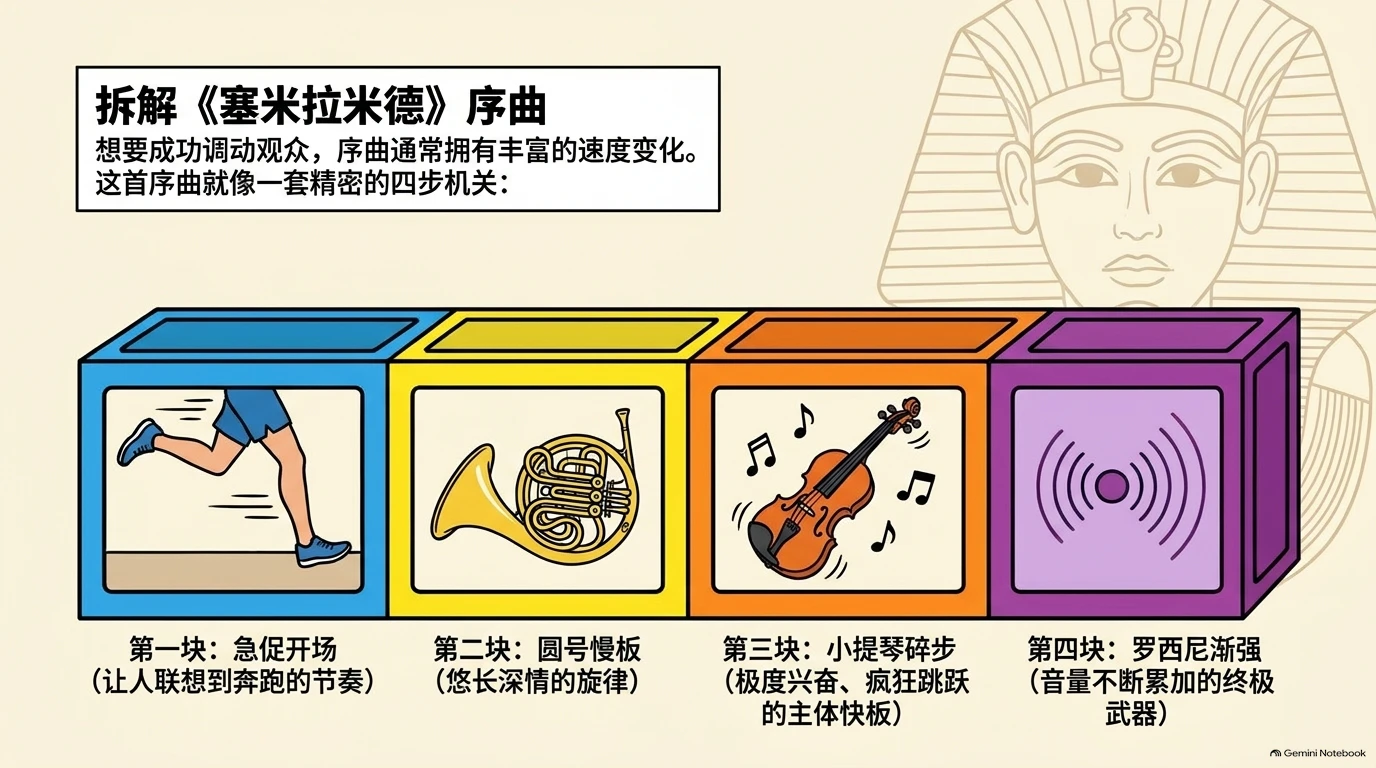 拆解《塞米拉米德》序曲
想要成功调动观众，序曲通常拥有丰富的速度变化。
这首序曲就像一套精密的四步机关：
第一块：急促开场
（让人联想到奔跑的节奏）
第二块：圆号慢板
（悠长深情的旋律）
第三块：小提琴碎步
（极度兴奋、疯狂跳跃
的主体快板）
第四块：罗西尼渐强
（音量不断累加的终极
武器）
Gemini Notebook